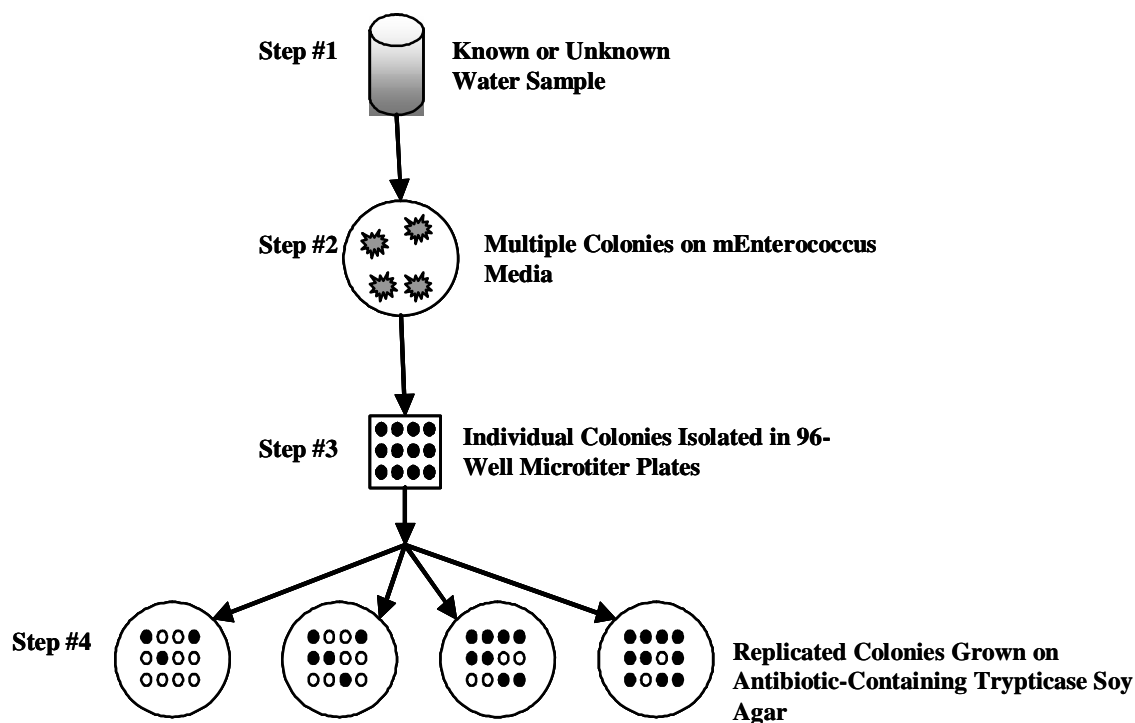 Step #1
Known or Unknown
Water Sample
Step #2
Multiple Colonies on mEnterococcus
Media
Step #3
Individual Colonies Isolated in 96-
Well Microtiter Plates
Step #4
Replicated Colonies Grown on
Antibiotic-Containing Trypticase Soy
Agar